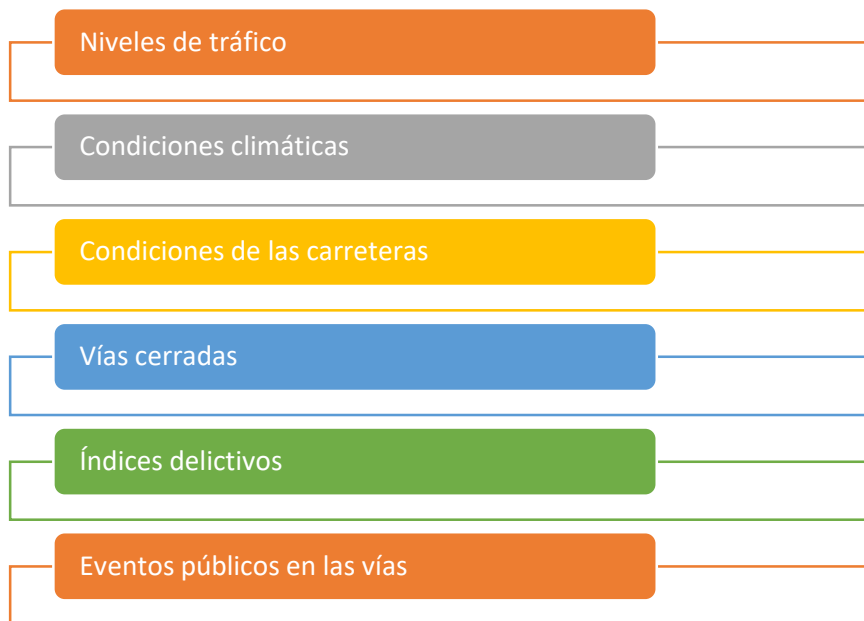 Niveles de tráfico
Condiciones climáticas
Condiciones de las carreteras
Vías cerradas
Índices delictivos
Eventos públicos en las vías